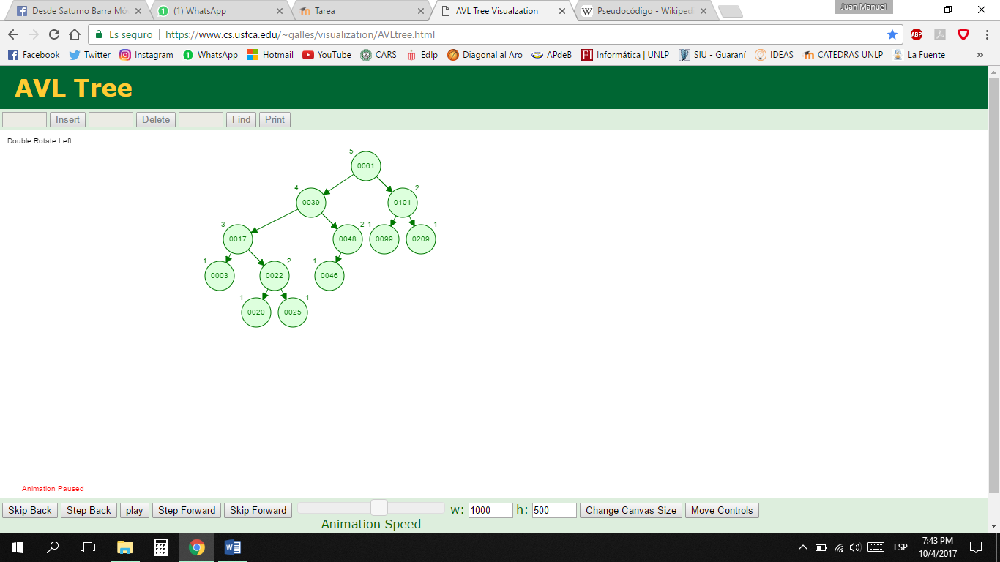 Juan Manuel
Desde Saturno Barra Mó
(1) WhatsApp
Tarea
AVL Tree Visualzation
Pseudocódigo - Wikiped
Es seguro
https://www.cs.usfca.edu/~galles/visualization/AVLtree.html
ABP
Facebook
Twitter
Instagram
WhatsApp
Hotmail
YouTube
CARS
EdIp
Diagonal al Aro
APdeB
Informática | UNLP
SIU - Guaraní
IDEAS
CATEDRAS UNLP
La Fuente
»
AVL Tree
Insert
Delete
Find
Print
Double Rotate Left
5
0061
4
0039
2
0101
3
0017
2
0048
1
0099
1
0209
1
0003
2
0022
1
0046
1
0020
1
0025
Animation Paused
Skip Back
Step Back
play
Step Forward
Skip Forward
w: 1000
h: 500
Change Canvas Size
Move Controls
Animation Speed
ESP
7:43 PM
10/4/2017